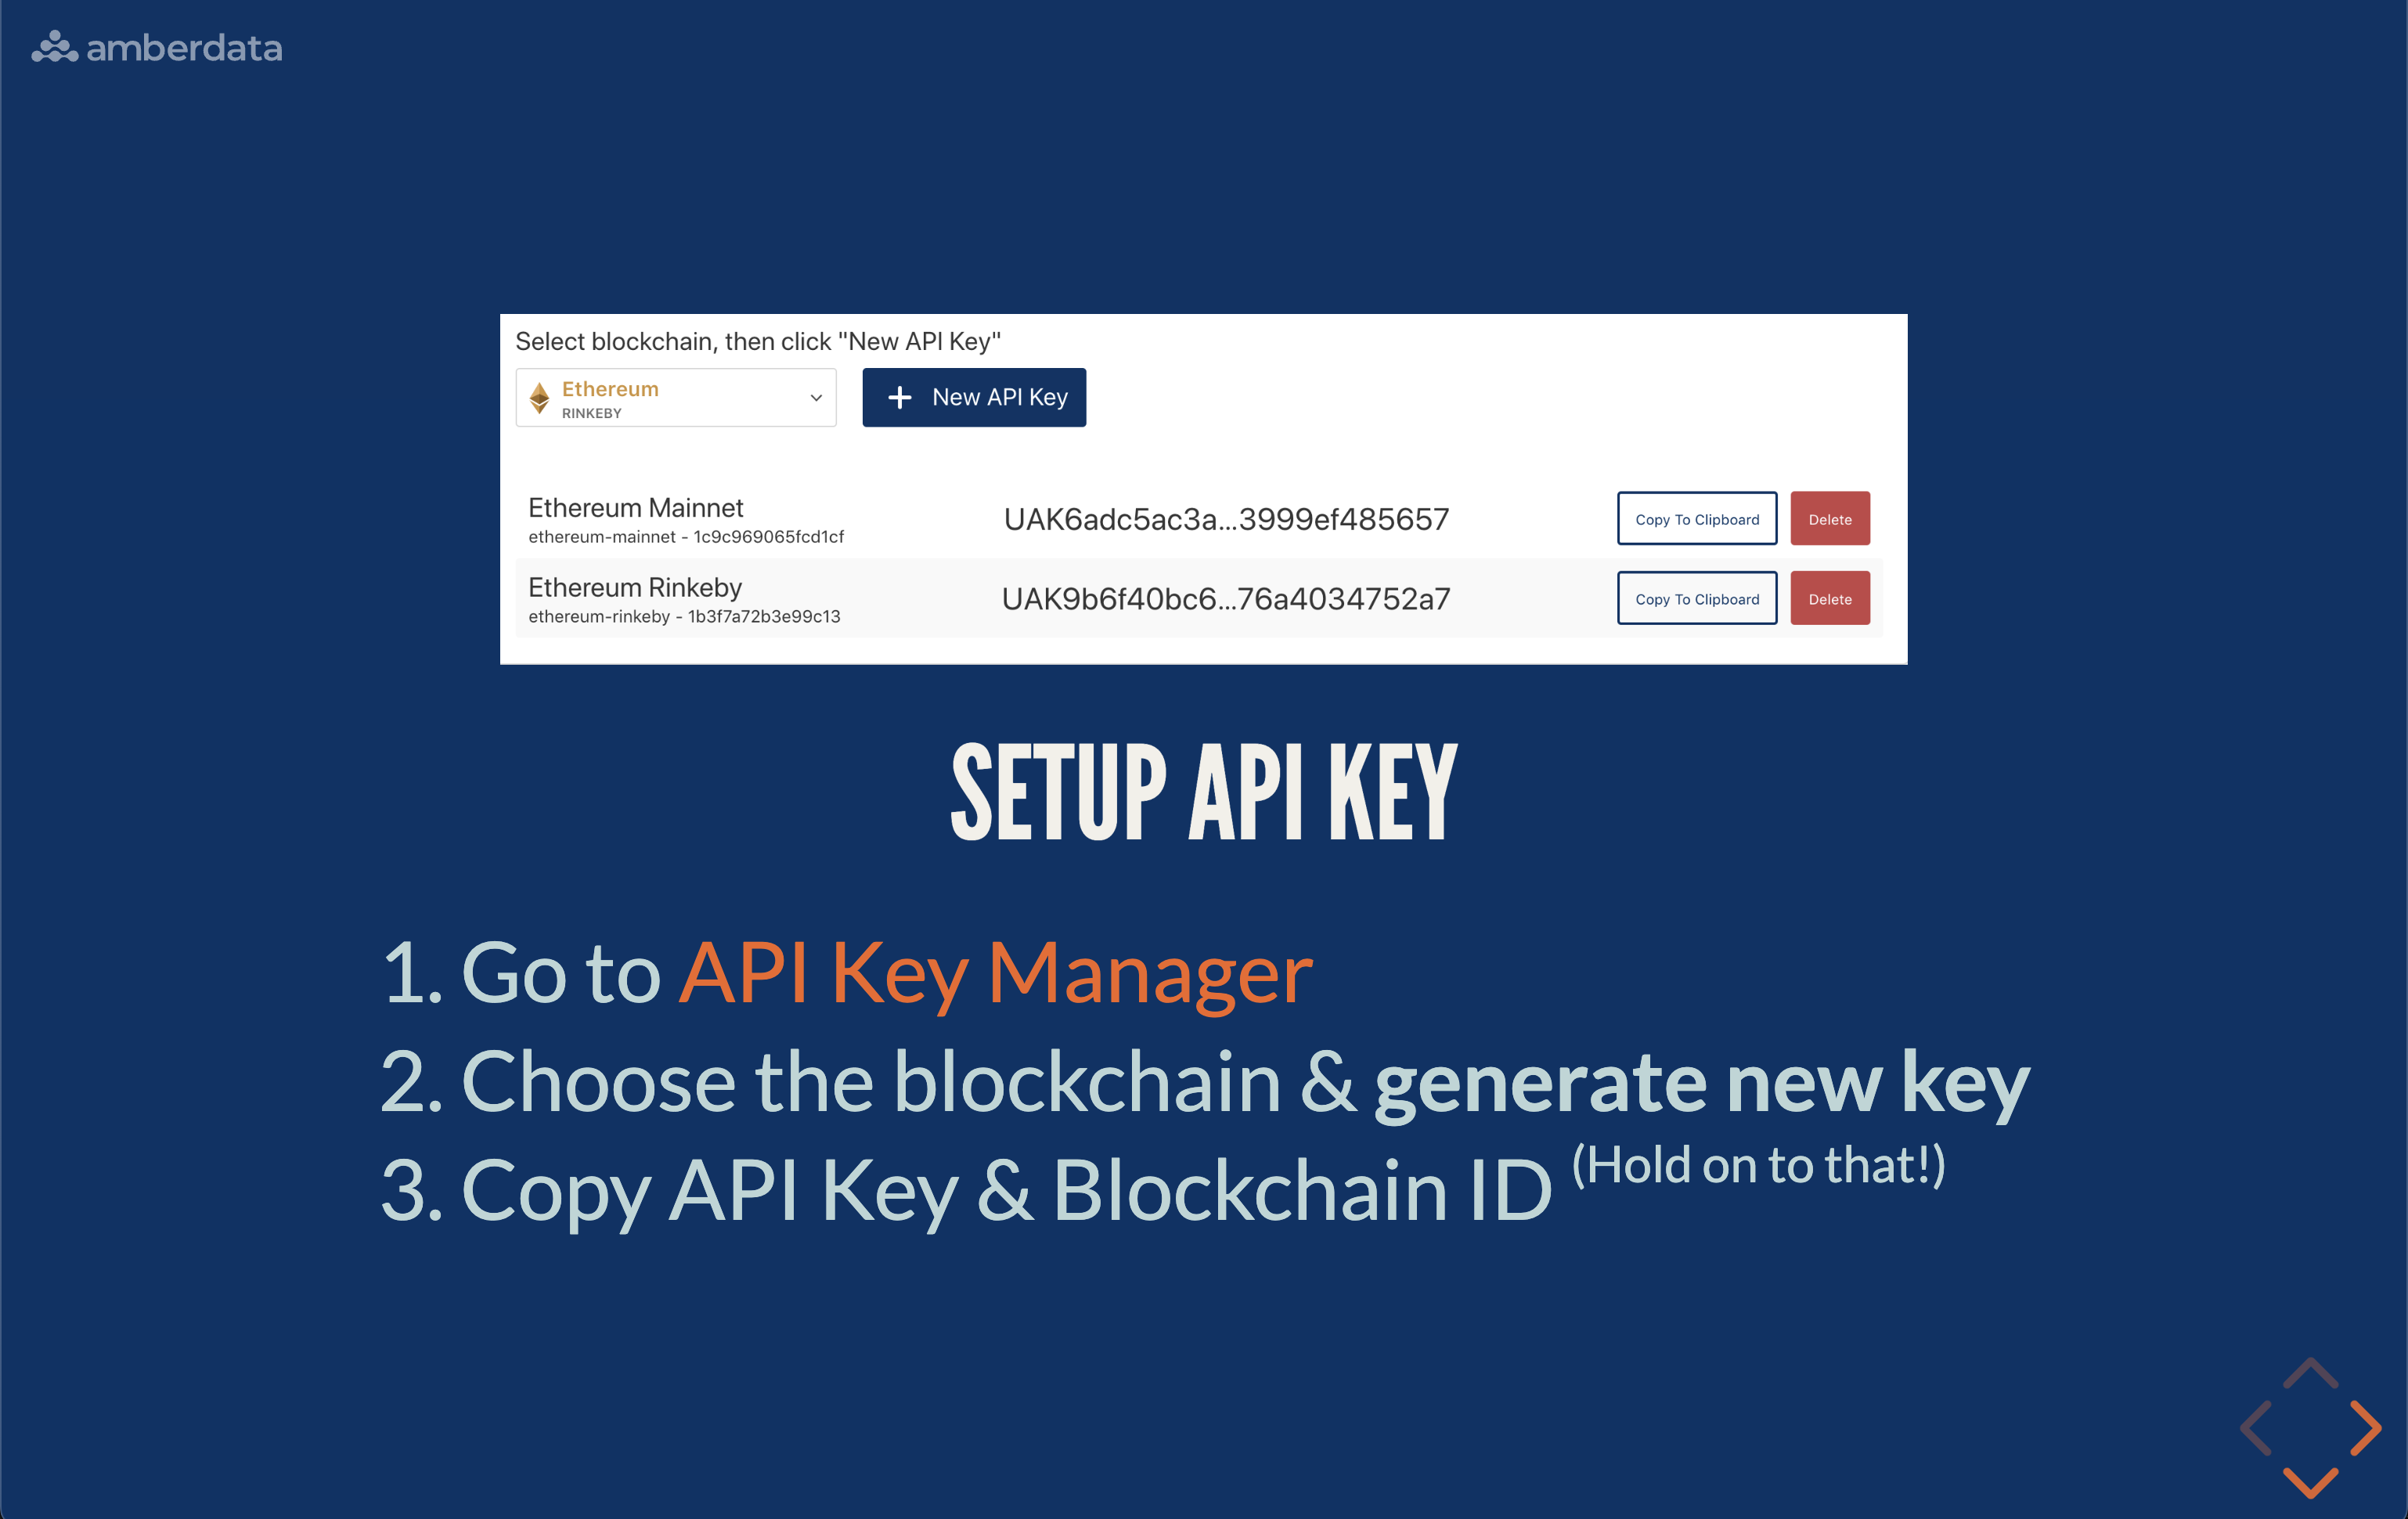 amberdata
Select blockchain, then click "New API Key"
Ethereum
RINKEBY
New API Key
Ethereum Mainnet
ethereum-mainnet - 1c9c969065fcd1cf
UAK6adc5ac3a...3999ef485657
Copy To Clipboard
Delete
Ethereum Rinkeby
ethereum-rinkeby - 1b3f7a72b3e99c13
UAK9b6f40bc6...76a4034752a7
Copy To Clipboard
Delete
SETUP API KEY
1. Go to API Key Manager
2. Choose the blockchain & generate new key
3. Copy API Key & Blockchain ID (Hold on to that!)